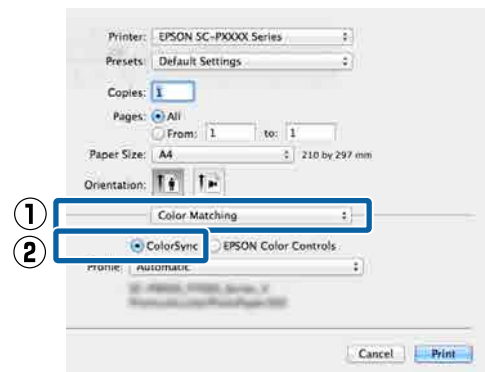 Printer: EPSON SC-PXXXX Series
Presets: Default Settings
Copies: 1
Pages: All
From: 1 to: 1
Paper Size: A4 210 by 297 mm
Orientation:
① Color Matching
② ColorSync EPSON Color Controls
Profile: Automatic
Cancel Print